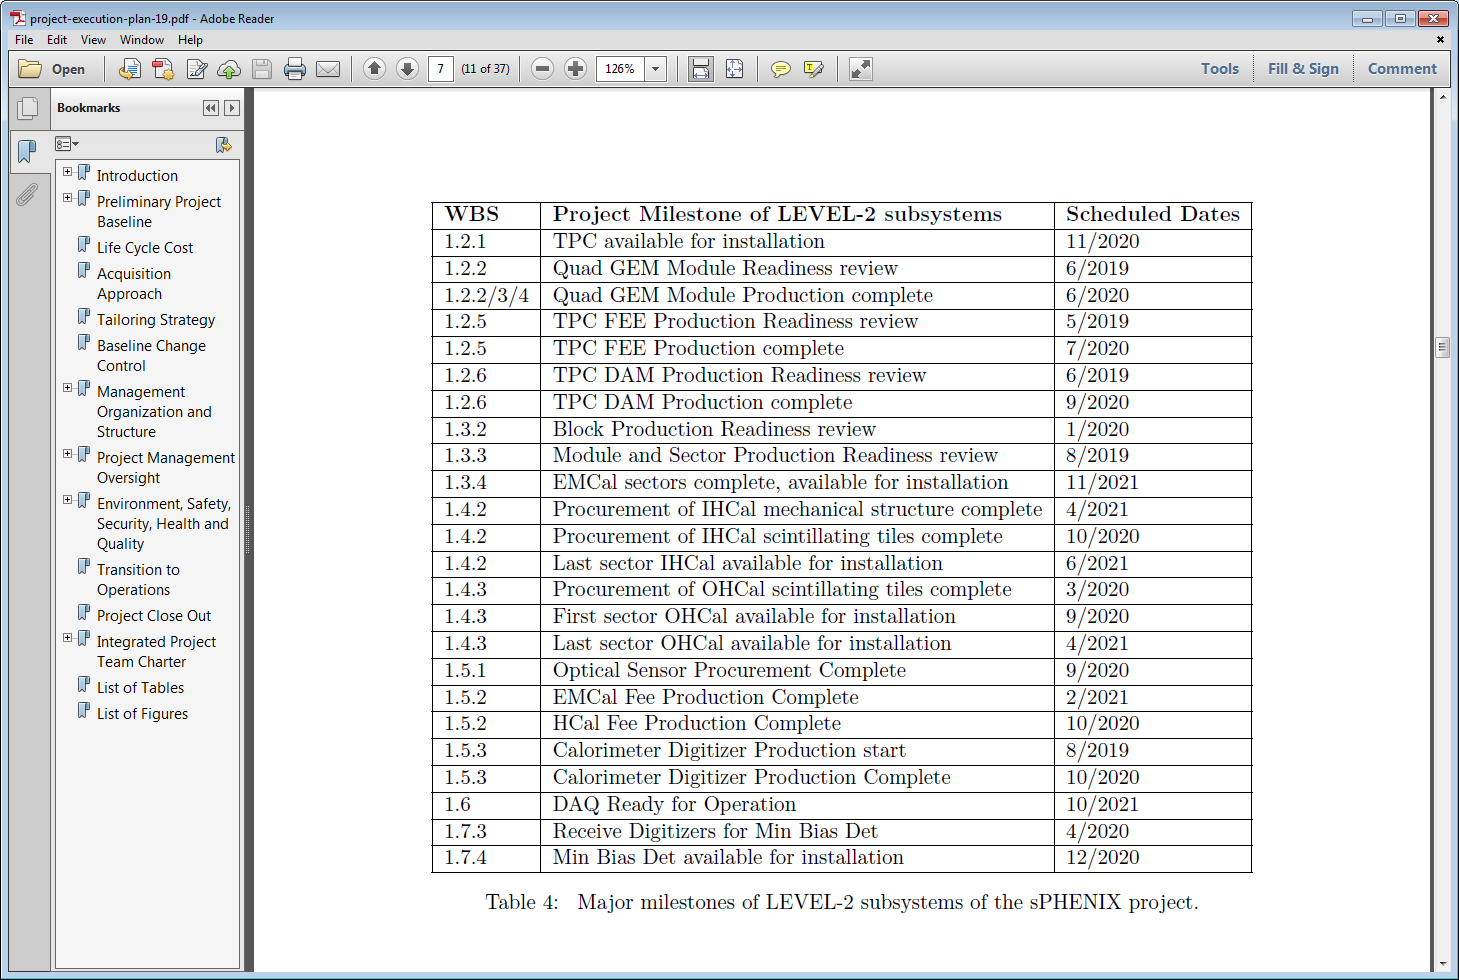 project-execution-plan-19.pdf - Adobe Reader
File Edit View Window Help
Open 7 (11 of 37) 126% Tools Fill & Sign Comment
Bookmarks
Introduction
Preliminary Project
Baseline
Life Cycle Cost
Acquisition
Approach
Tailoring Strategy
Baseline Change
Control
Management
Organization and
Structure
Project Management
Oversight
Environment, Safety,
Security, Health and
Quality
Transition to
Operations
Project Close Out
Integrated Project
Team Charter
List of Tables
List of Figures
WBS Project Milestone of LEVEL-2 subsystems Scheduled Dates
1.2.1 TPC available for installation 11/2020
1.2.2 Quad GEM Module Readiness review 6/2019
1.2.2/3/4 Quad GEM Module Production complete 6/2020
1.2.5 TPC FEE Production Readiness review 5/2019
1.2.5 TPC FEE Production complete 7/2020
1.2.6 TPC DAM Production Readiness review 6/2019
1.2.6 TPC DAM Production complete 9/2020
1.3.2 Block Production Readiness review 1/2020
1.3.3 Module and Sector Production Readiness review 8/2019
1.3.4 EMCal sectors complete, available for installation 11/2021
1.4.2 Procurement of IHCal mechanical structure complete 4/2021
1.4.2 Procurement of IHCal scintillating tiles complete 10/2020
1.4.2 Last sector IHCal available for installation 6/2021
1.4.3 Procurement of OHCal scintillating tiles complete 3/2020
1.4.3 First sector OHCal available for installation 9/2020
1.4.3 Last sector OHCal available for installation 4/2021
1.5.1 Optical Sensor Procurement Complete 9/2020
1.5.2 EMCal Fee Production Complete 2/2021
1.5.2 HCal Fee Production Complete 10/2020
1.5.3 Calorimeter Digitizer Production start 8/2019
1.5.3 Calorimeter Digitizer Production Complete 10/2020
1.6 DAQ Ready for Operation 10/2021
1.7.3 Receive Digitizers for Min Bias Det 4/2020
1.7.4 Min Bias Det available for installation 12/2020
Table 4: Major milestones of LEVEL-2 subsystems of the sPHENIX project.